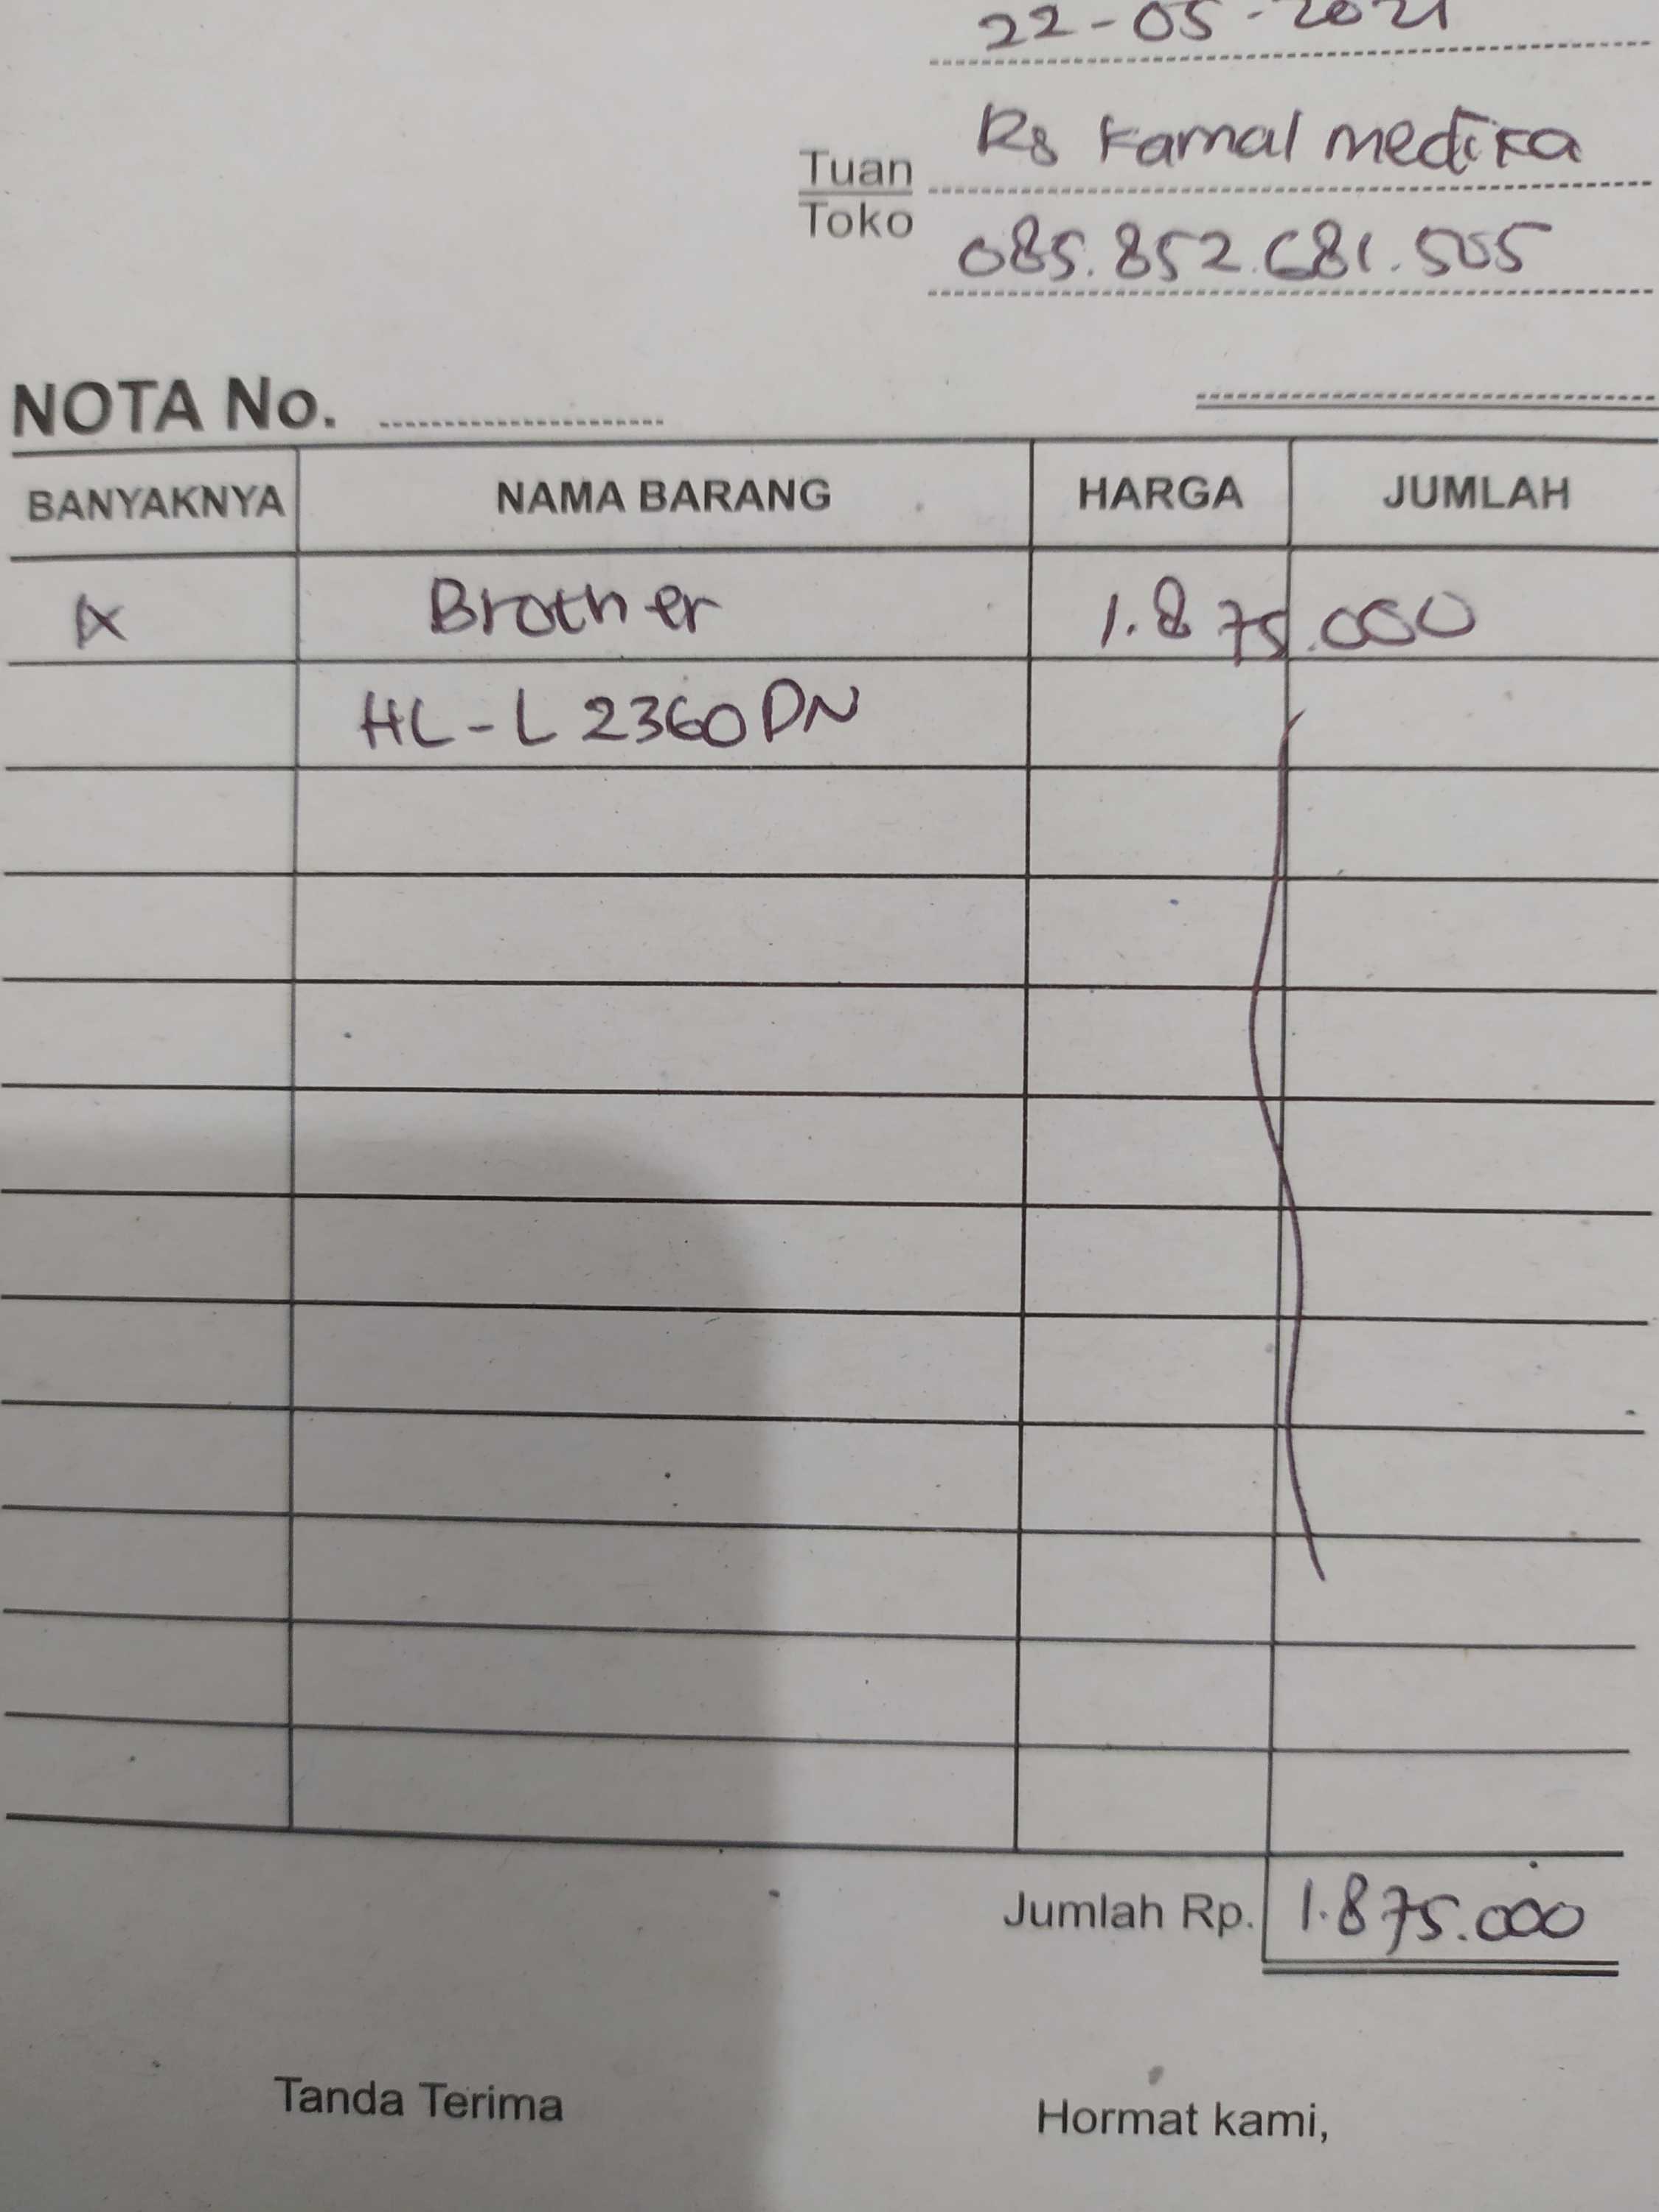 22-05-2021
Tuan Rs Kamal medika
Toko 085.852.681.505
NOTA No.
BANYAKNYA NAMA BARANG HARGA JUMLAH
1x Brother 1.875.000
HL-L2360DN
Jumlah Rp. 1.875.000
Tanda Terima Hormat kami,